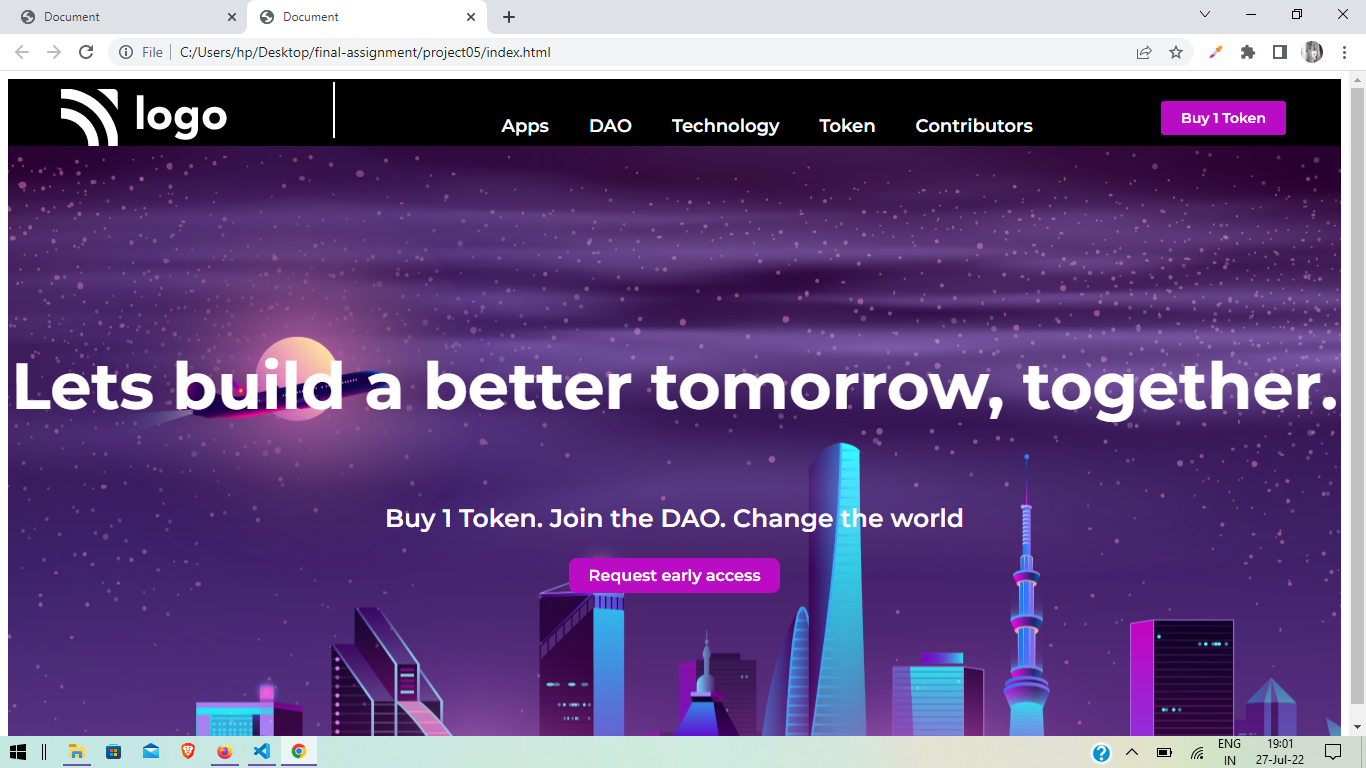 Document
Document
File
C:/Users/hp/Desktop/final-assignment/project05/index.html
logo
Apps
DAO
Technology
Token
Contributors
Buy 1 Token
Lets build a better tomorrow, together.
Buy 1 Token. Join the DAO. Change the world
Request early access
ENG
IN
19:01
27-Jul-22